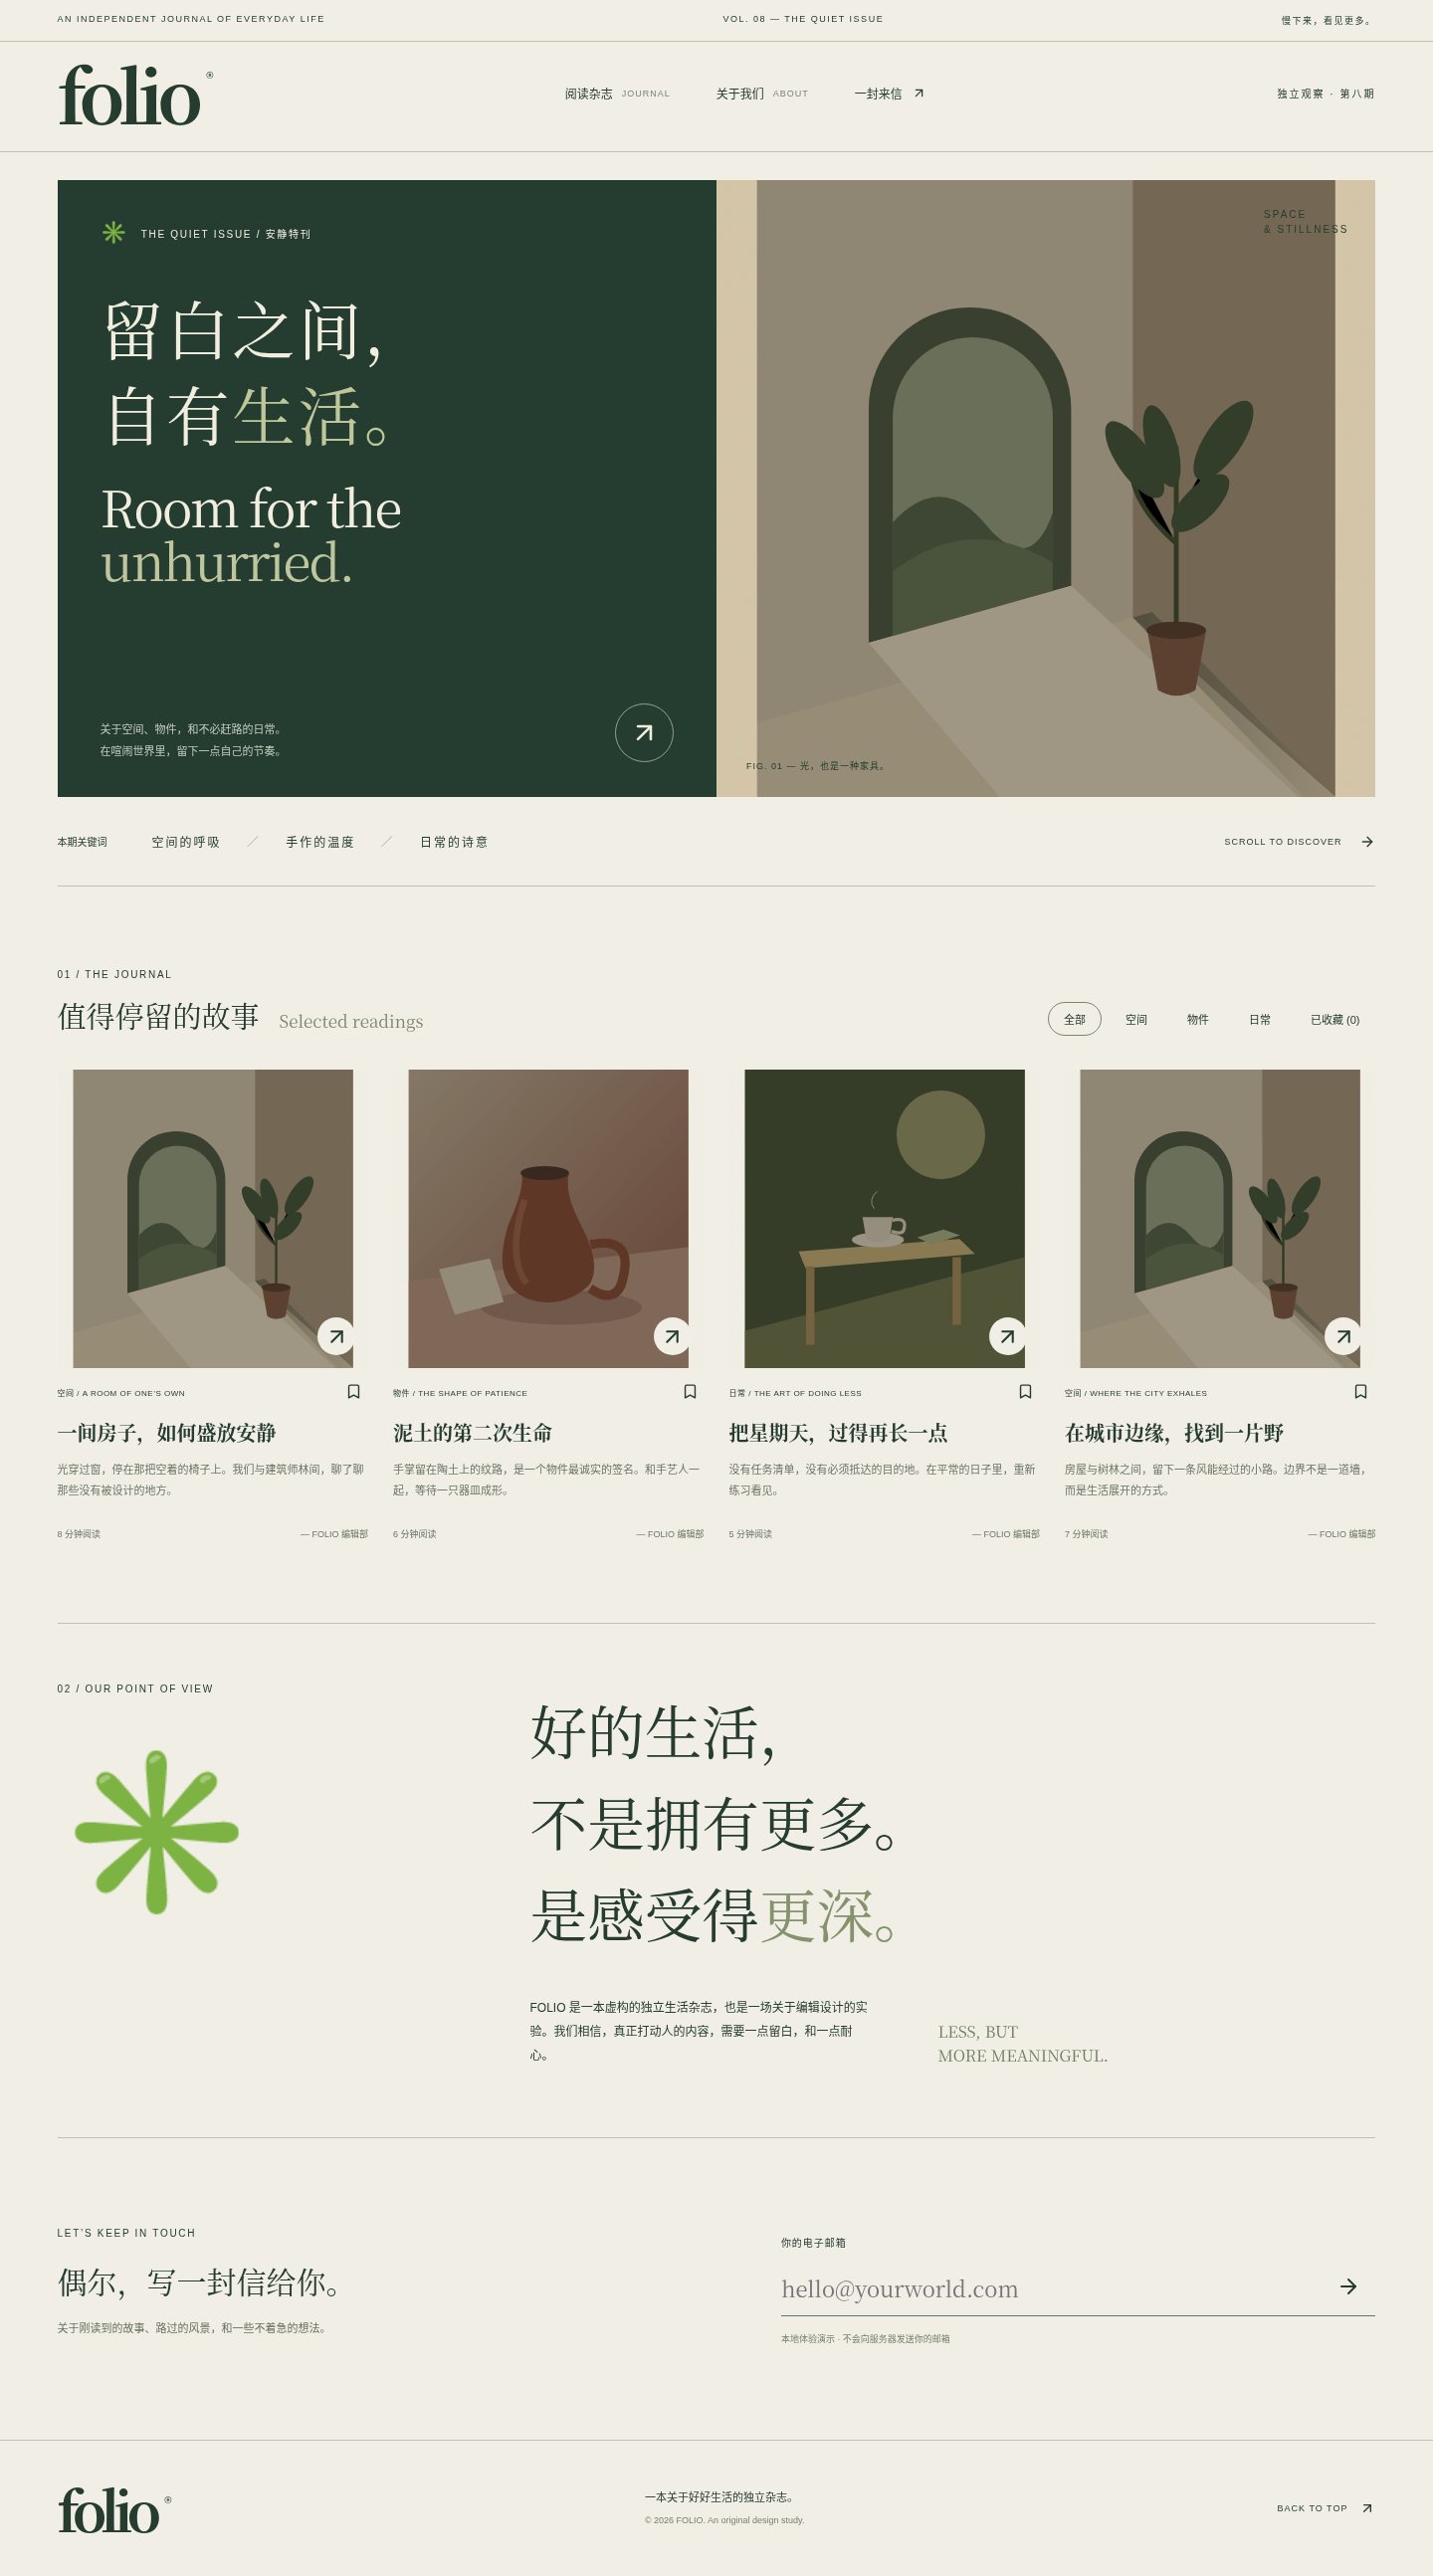 AN INDEPENDENT JOURNAL OF EVERYDAY LIFE
VOL. 08 — THE QUIET ISSUE
慢下来，看见更多。
folio®
阅读杂志 JOURNAL
关于我们 ABOUT
一封来信
独立观察 · 第八期
THE QUIET ISSUE / 安静特刊
留白之间，
自有生活。
Room for the
unhurried.
关于空间、物件，和不必赶路的日常。
在喧闹世界里，留下一点自己的节奏。
SPACE
& STILLNESS
FIG. 01 — 光，也是一种家具。
本期关键词
空间的呼吸 ／ 手作的温度 ／ 日常的诗意
SCROLL TO DISCOVER
01 / THE JOURNAL
值得停留的故事 Selected readings
全部
空间
物件
日常
已收藏 (0)
空间 / A ROOM OF ONE'S OWN
一间房子，如何盛放安静
光穿过窗，停在那把空着的椅子上。我们与建筑师林间，聊了聊
那些没有被设计的地方。
8 分钟阅读
— FOLIO 编辑部
物件 / THE SHAPE OF PATIENCE
泥土的第二次生命
手掌留在陶土上的纹路，是一个物件最诚实的签名。和手艺人一
起，等待一只器皿成形。
6 分钟阅读
— FOLIO 编辑部
日常 / THE ART OF DOING LESS
把星期天，过得再长一点
没有任务清单，没有必须抵达的目的地。在平常的日子里，重新
练习看见。
5 分钟阅读
— FOLIO 编辑部
空间 / WHERE THE CITY EXHALES
在城市边缘，找到一片野
房屋与树林之间，留下一条风能经过的小路。边界不是一道墙，
而是生活展开的方式。
7 分钟阅读
— FOLIO 编辑部
02 / OUR POINT OF VIEW
好的生活，
不是拥有更多。
是感受得更深。
FOLIO 是一本虚构的独立生活杂志，也是一场关于编辑设计的实
验。我们相信，真正打动人的内容，需要一点留白，和一点耐
心。
LESS, BUT
MORE MEANINGFUL.
LET'S KEEP IN TOUCH
偶尔，写一封信给你。
关于刚读到的故事、路过的风景，和一些不着急的想法。
你的电子邮箱
hello@yourworld.com
本地体验演示 · 不会向服务器发送你的邮箱
folio®
一本关于好好生活的独立杂志。
© 2026 FOLIO. An original design study.
BACK TO TOP